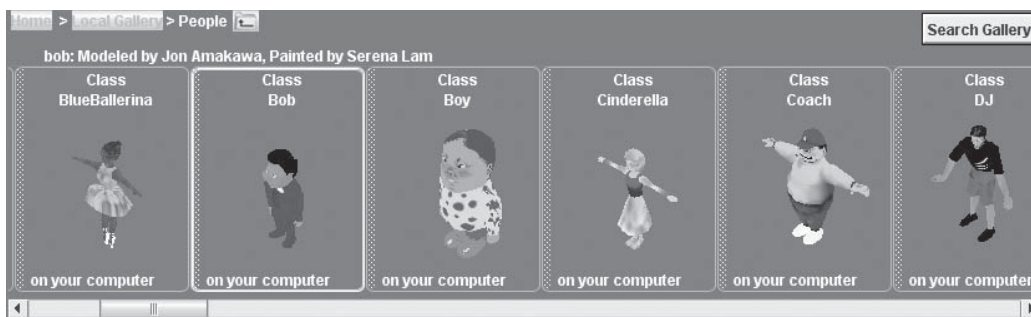 Home > Local Gallery > People
Search Gallery
bob: Modeled by Jon Amakawa, Painted by Serena Lam
Class
BlueBallerina
on your computer
Class
Bob
on your computer
Class
Boy
on your computer
Class
Cinderella
on your computer
Class
Coach
on your computer
Class
DJ
on your computer